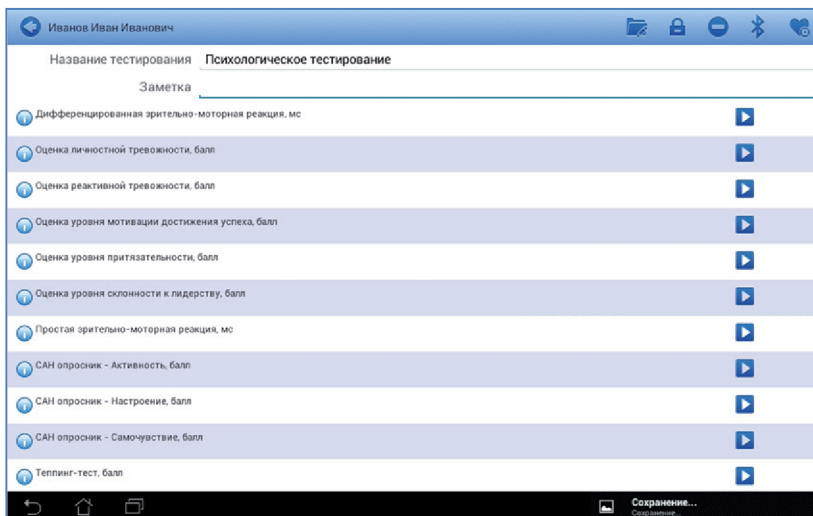 Иванов Иван Иванович
Название тестирования Психологическое тестирование
Заметка
Дифференцированная зрительно-моторная реакция, мс
Оценка личностной тревожности, балл
Оценка реактивной тревожности, балл
Оценка уровня мотивации достижения успеха, балл
Оценка уровня притязательности, балл
Оценка уровня склонности к лидерству, балл
Простая зрительно-моторная реакция, мс
САН опросник - Активность, балл
САН опросник - Настроение, балл
САН опросник - Самочувствие, балл
Теппинг-тест, балл
Сохранение...
Сохранение...